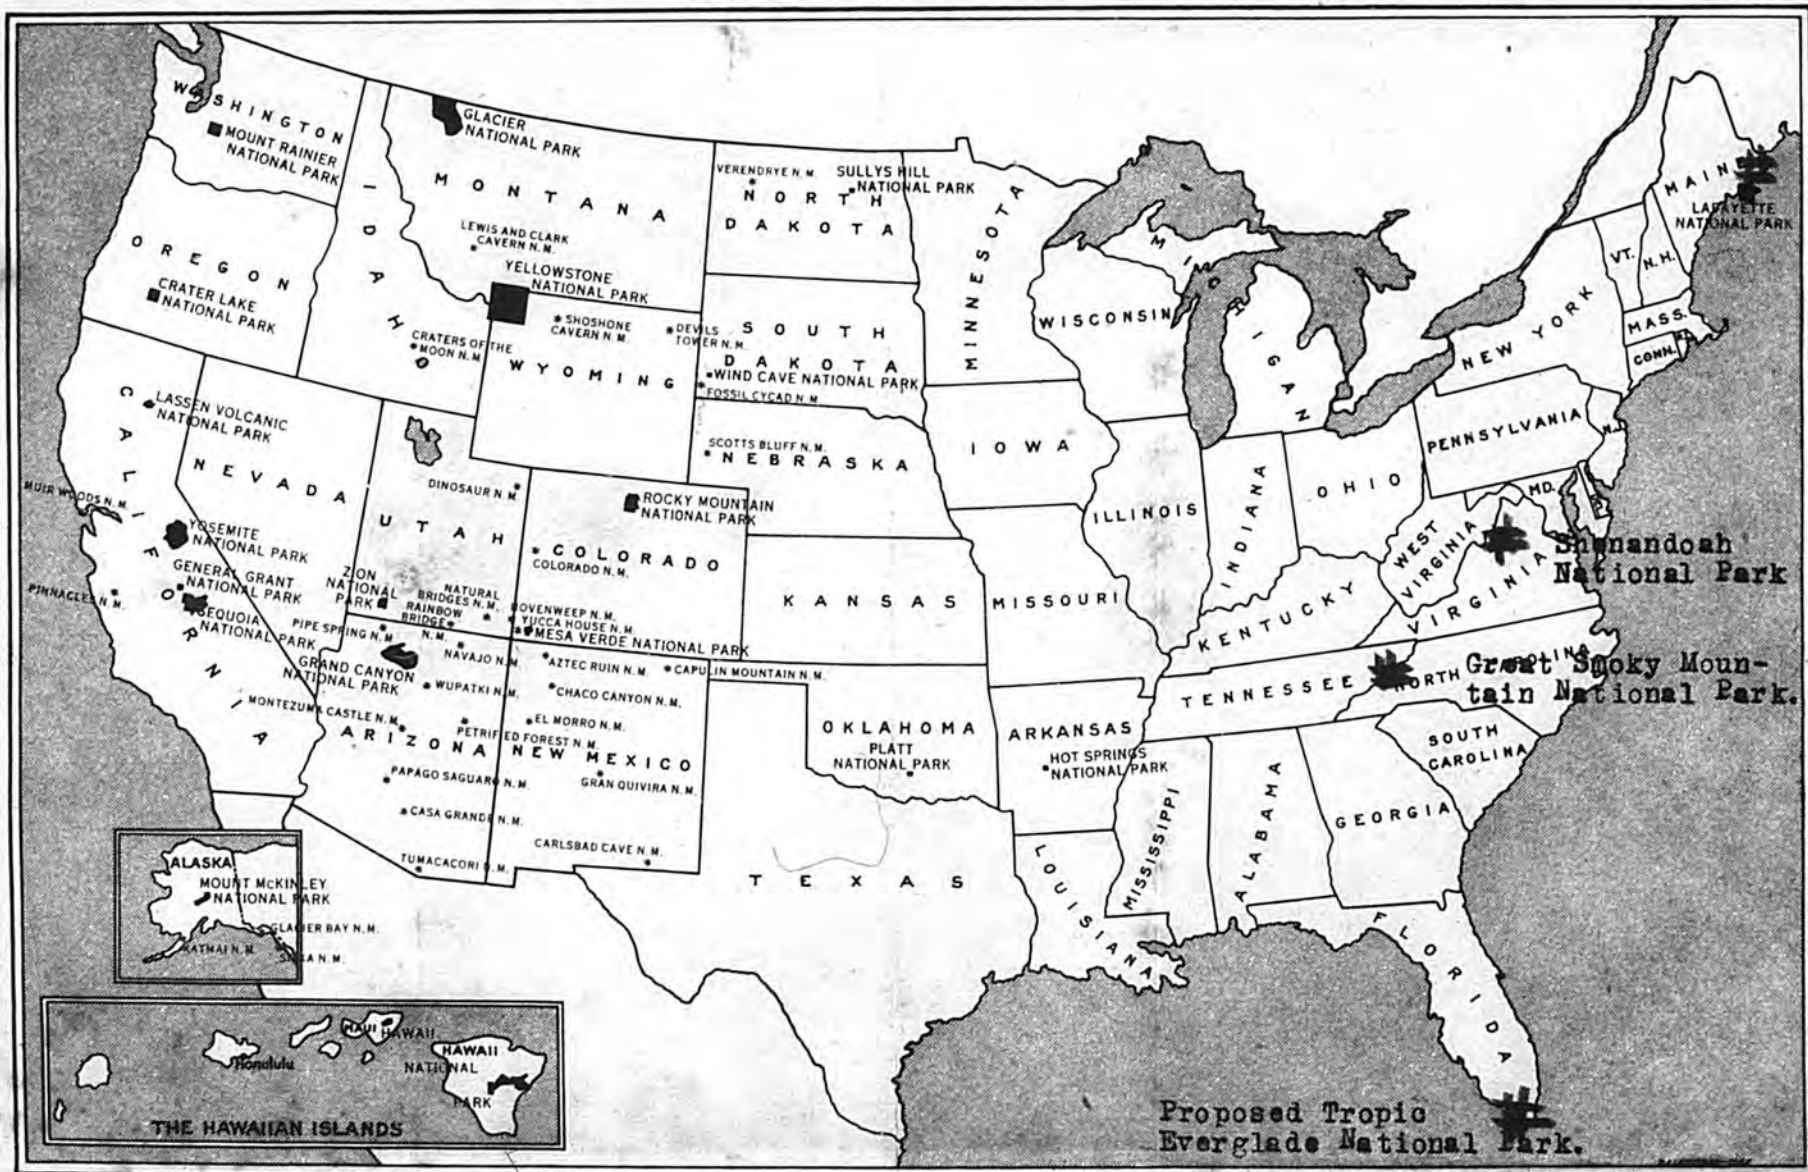 WASHINGTON
MOUNT RAINIER
NATIONAL PARK
OREGON
CRATER LAKE
NATIONAL PARK
IDAHO
CRATERS OF THE
MOON N.M.
GLACIER
NATIONAL PARK
MONTANA
LEWIS AND CLARK
CAVERN N.M.
YELLOWSTONE
NATIONAL PARK
SHOSHONE
CAVERN N.M.
DEVILS
TOWER N.M.
WYOMING
VERENDRYE N.M.
SULLYS HILL
NATIONAL PARK
NORTH
DAKOTA
SOUTH
DAKOTA
WIND CAVE NATIONAL PARK
FOSSIL CYCAD N.M
SCOTTS BLUFF N.M.
NEBRASKA
MINNESOTA
WISCONSIN
MICHIGAN
IOWA
ILLINOIS
INDIANA
OHIO
MAINE
LAFAYETTE
NATIONAL PARK
VT.
N.H.
MASS.
CONN.
R.I.
NEW YORK
PENNSYLVANIA
N.J.
MD.
WEST
VIRGINIA
VIRGINIA
Shenandoah
National Park
CALIFORNIA
LASSEN VOLCANIC
NATIONAL PARK
NEVADA
UTAH
DINOSAUR N.M.
MUIR WOODS N.M.
YOSEMITE
NATIONAL PARK
GENERAL GRANT
NATIONAL PARK
PINNACLES N.M.
SEQUOIA
NATIONAL PARK
ZION
NATIONAL
PARK
NATURAL
BRIDGES N.M.
RAINBOW
BRIDGE
N.M.
HOVENWEEP N.M.
YUCCA HOUSE N.M.
MESA VERDE NATIONAL PARK
ROCKY MOUNTAIN
NATIONAL PARK
COLORADO
COLORADO N.M.
KANSAS
MISSOURI
KENTUCKY
TENNESSEE
NORTH CAROLINA
Great Smoky Moun-
tain National Park.
PIPE SPRING N.M
GRAND CANYON
NATIONAL PARK
NAVAJO N.M.
WUPATKI N.M.
MONTEZUMA CASTLE N.M.
PETRIFIED FOREST N.M.
ARIZONA
PAPAGO SAGUARO N.M.
CASA GRANDE N.M.
TUMACACORI N.M.
AZTEC RUIN N.M.
CAPULIN MOUNTAIN N.M.
CHACO CANYON N.M.
EL MORRO N.M.
NEW MEXICO
GRAN QUIVIRA N.M.
CARLSBAD CAVE N.M.
OKLAHOMA
PLATT
NATIONAL PARK
ARKANSAS
HOT SPRINGS
NATIONAL PARK
TEXAS
LOUISIANA
MISSISSIPPI
ALABAMA
GEORGIA
SOUTH
CAROLINA
FLORIDA
Proposed Tropic
Everglade National Park.
ALASKA
MOUNT McKINLEY
NATIONAL PARK
GLACIER BAY N.M.
KATMAI N.M.
SITKA N.M.
MAUI HAWAII
Honolulu
HAWAII
NATIONAL
PARK
THE HAWAIIAN ISLANDS